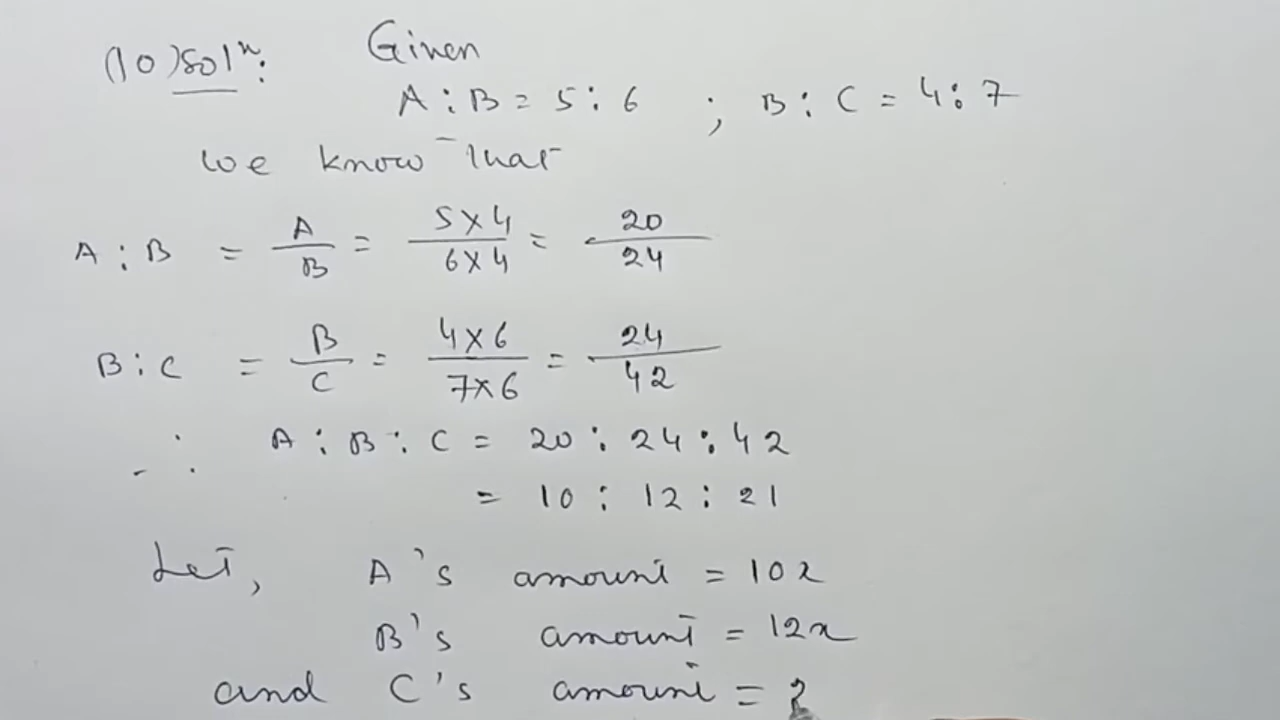 (10) Solⁿ: Given
A : B = 5 : 6 ; B : C = 4 : 7
we know that
A : B = A/B = 5×4/6×4 = 20/24
B : C = B/C = 4×6/7×6 = 24/42
∴ A : B : C = 20 : 24 : 42
= 10 : 12 : 21
Let, A's amount = 10x
B's amount = 12x
and C's amount = 2